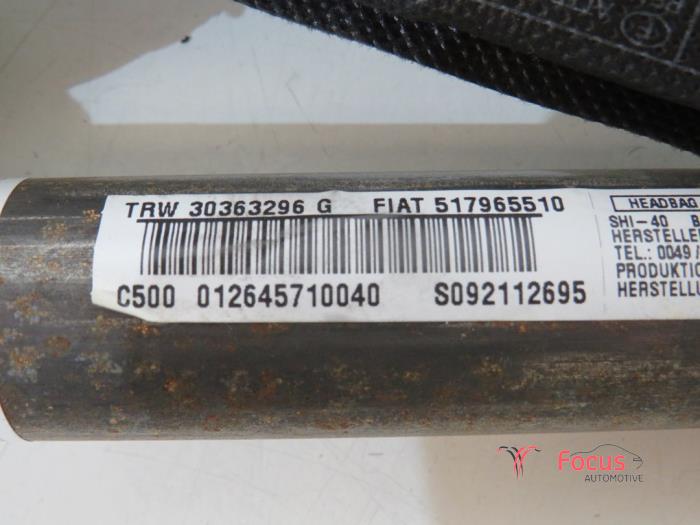 TRW 30363296 G FIAT 517965510
C500 012645710040 S092112695
HEADBAG
SHI-40 B
HERSTELLE
TEL.: 0049 /
PRODUKTIO
HERSTELLU
Focus
AUTOMOTIVE